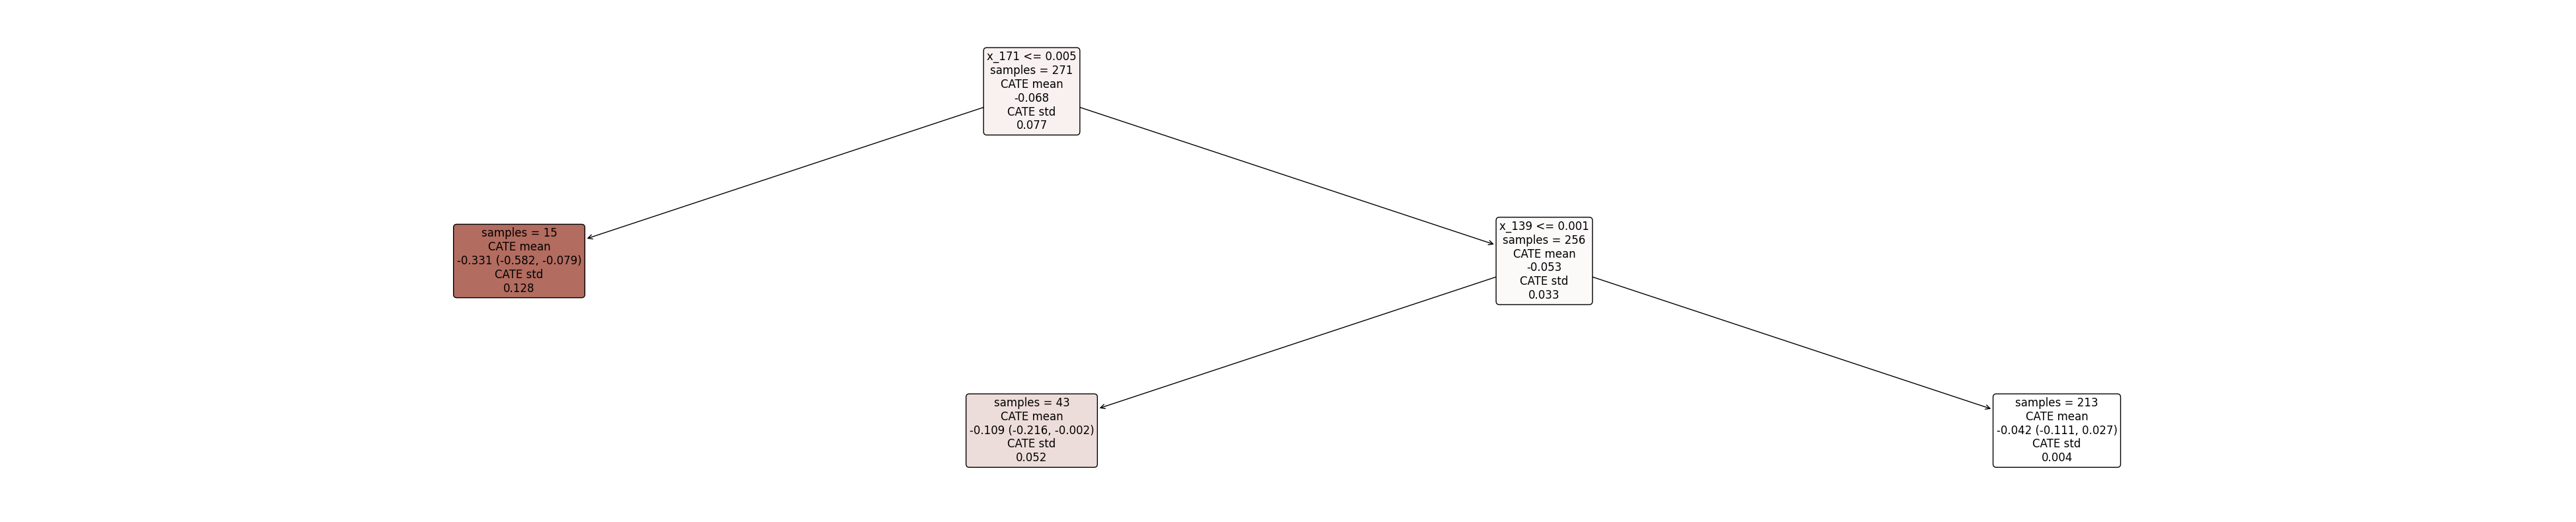 x_171 <= 0.005
samples = 271
CATE mean
-0.068
CATE std
0.077
samples = 15
CATE mean
-0.331 (-0.582, -0.079)
CATE std
0.128
x_139 <= 0.001
samples = 256
CATE mean
-0.053
CATE std
0.033
samples = 43
CATE mean
-0.109 (-0.216, -0.002)
CATE std
0.052
samples = 213
CATE mean
-0.042 (-0.111, 0.027)
CATE std
0.004